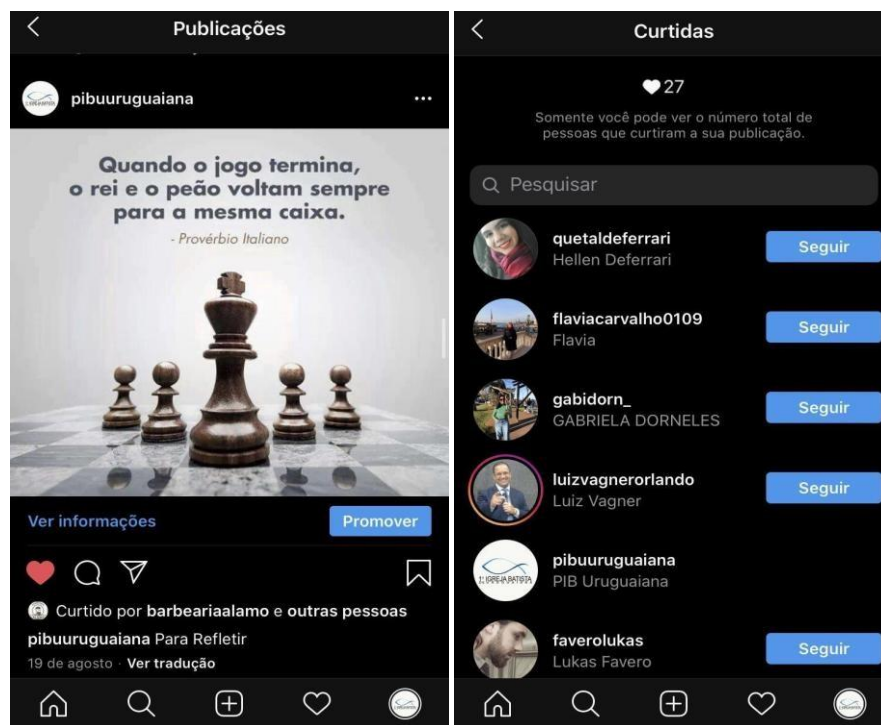 Publicações
pibuuruguaiana
Quando o jogo termina,
o rei e o peão voltam sempre
para a mesma caixa.
- Provérbio Italiano
Ver informações
Promover
Curtido por barbeariaalamo e outras pessoas
pibuuruguaiana Para Refletir
19 de agosto · Ver tradução
Curtidas
27
Somente você pode ver o número total de
pessoas que curtiram a sua publicação.
Pesquisar
quetaldeferrari
Hellen Deferrari
Seguir
flaviacarvalho0109
Flavia
Seguir
gabidorn_
GABRIELA DORNELES
Seguir
luizvagnerorlando
Luiz Vagner
Seguir
1ª IGREJA BATISTA
pibuuruguaiana
PIB Uruguaiana
faverolukas
Lukas Favero
Seguir